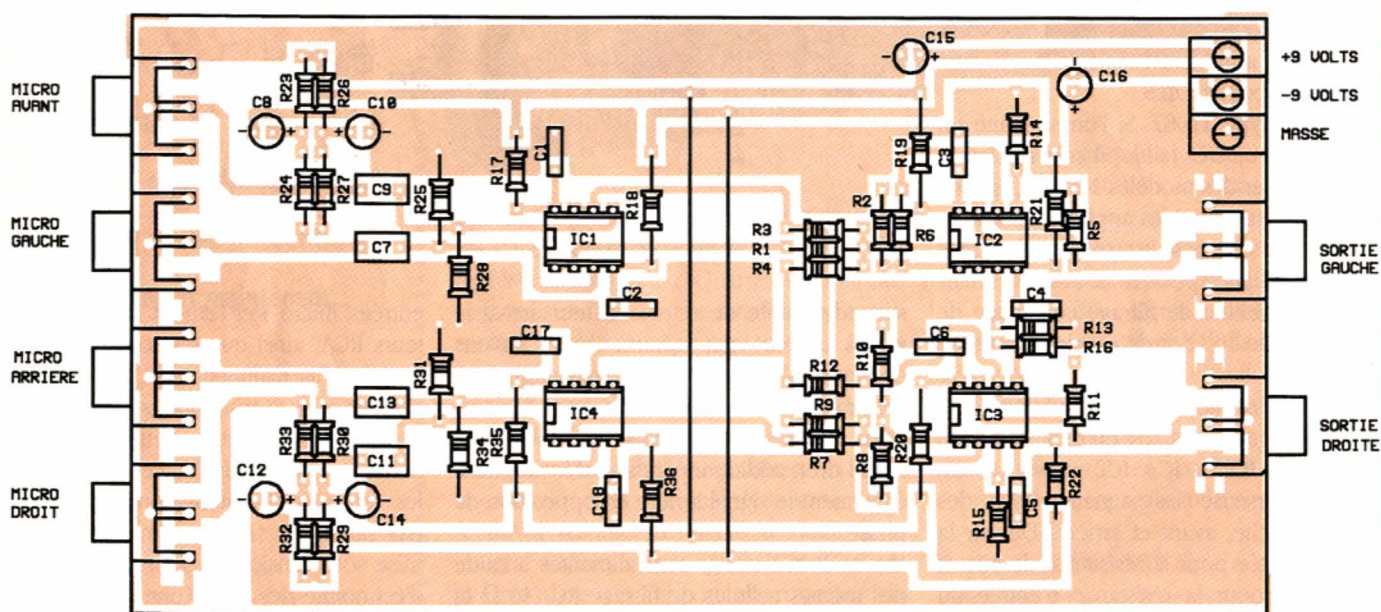 MICRO
AVANT
MICRO
GAUCHE
MICRO
ARRIERE
MICRO
DROIT
R23
R26
C8
C10
R24
R27
C9
C7
R25
R28
R17
C1
IC1
R18
C2
C17
R31
C13
C11
R33
R30
R34
R35
IC4
C12
C14
R32
R29
C18
R36
C15
C16
R19
C3
R14
R2
R6
R3
R1
R4
IC2
R21
R5
C4
R13
R16
R10
C6
R12
R9
R7
R8
R20
IC3
R11
R15
C5
R22
+9 VOLTS
-9 VOLTS
MASSE
SORTIE
GAUCHE
SORTIE
DROITE